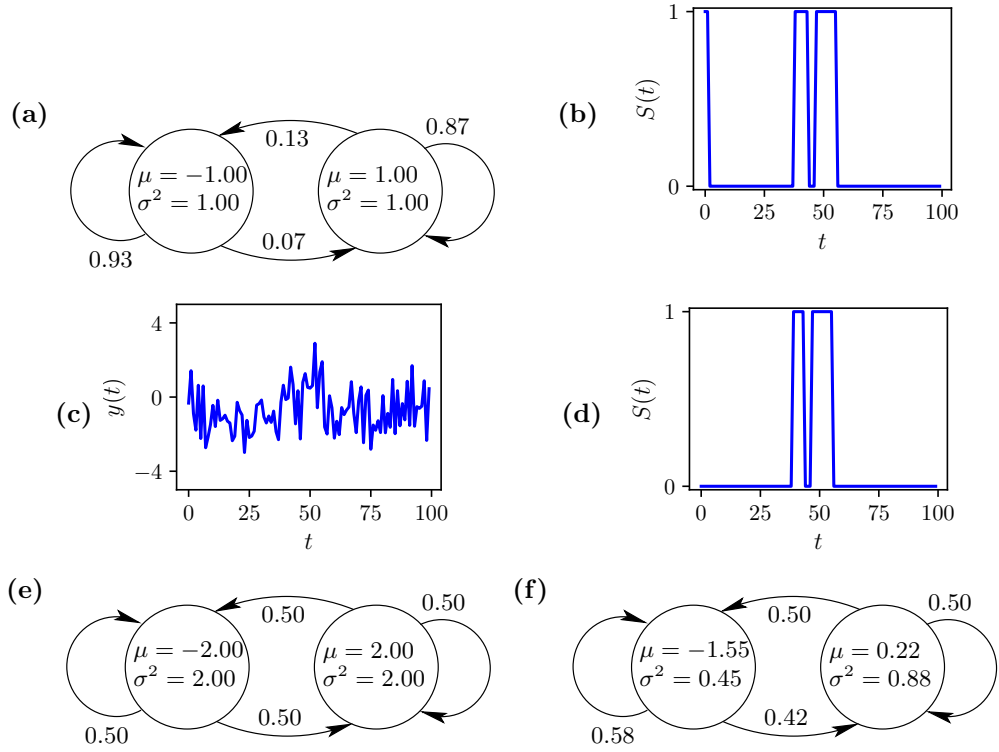 (a)
0.13
0.87
μ = −1.00
σ² = 1.00
μ = 1.00
σ² = 1.00
0.93
0.07
(b)
1
S(t)
0
0
25
50
75
100
t
(c)
4
y(t)
0
−4
0
25
50
75
100
t
(d)
1
S(t)
0
0
25
50
75
100
t
(e)
0.50
0.50
μ = −2.00
σ² = 2.00
μ = 2.00
σ² = 2.00
0.50
0.50
(f)
0.50
0.50
μ = −1.55
σ² = 0.45
μ = 0.22
σ² = 0.88
0.58
0.42